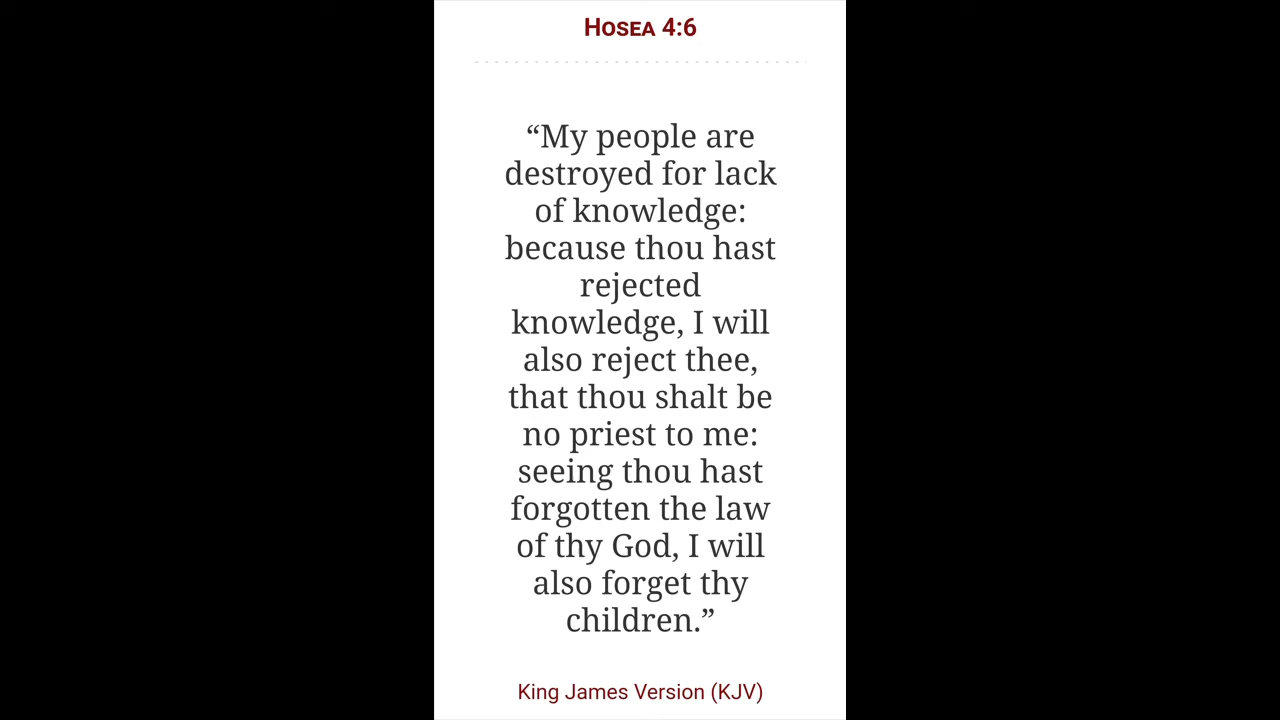 Hosea 4:6
“My people are
destroyed for lack
of knowledge:
because thou hast
rejected
knowledge, I will
also reject thee,
that thou shalt be
no priest to me:
seeing thou hast
forgotten the law
of thy God, I will
also forget thy
children.”
King James Version (KJV)